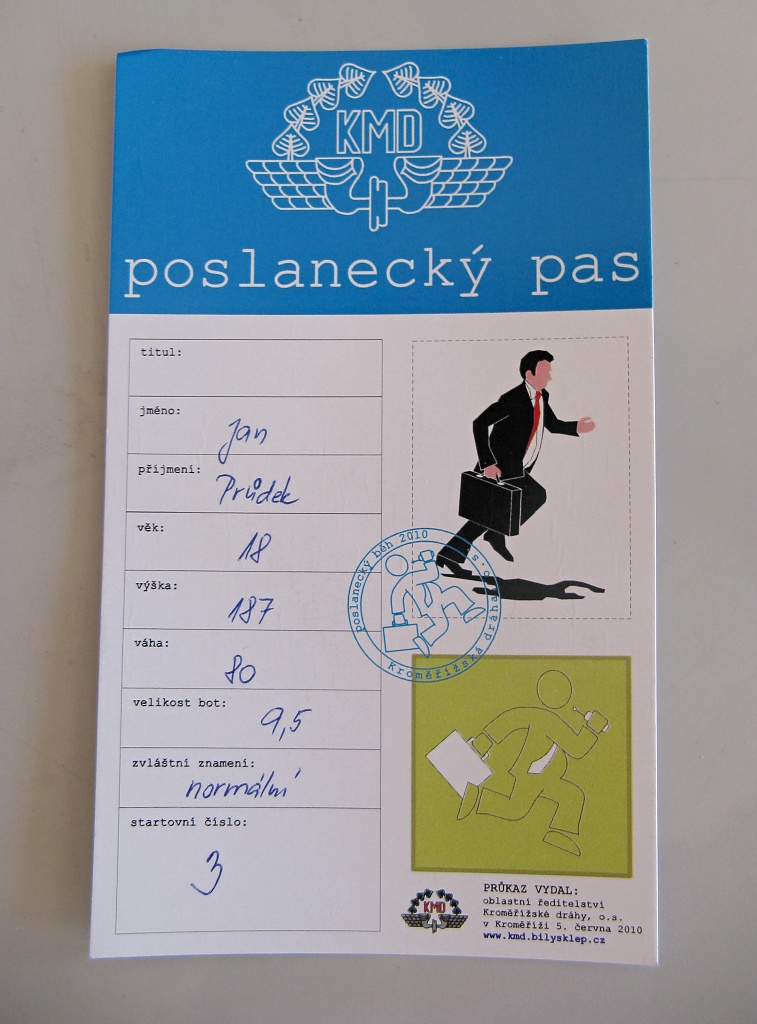 KMD
poslanecký pas
titul:
jméno:
Jan
příjmení:
Průdek
věk:
18
výška:
187
váha:
80
velikost bot:
9,5
zvláštní znamení:
normální
startovní číslo:
3
poslanecký běh 2010
Kroměřížská dráha o.s.
KMD
PRŮKAZ VYDAL:
oblastní ředitelství
Kroměřížské dráhy, o.s.
v Kroměříži 5. června 2010
www.kmd.bilysklep.cz